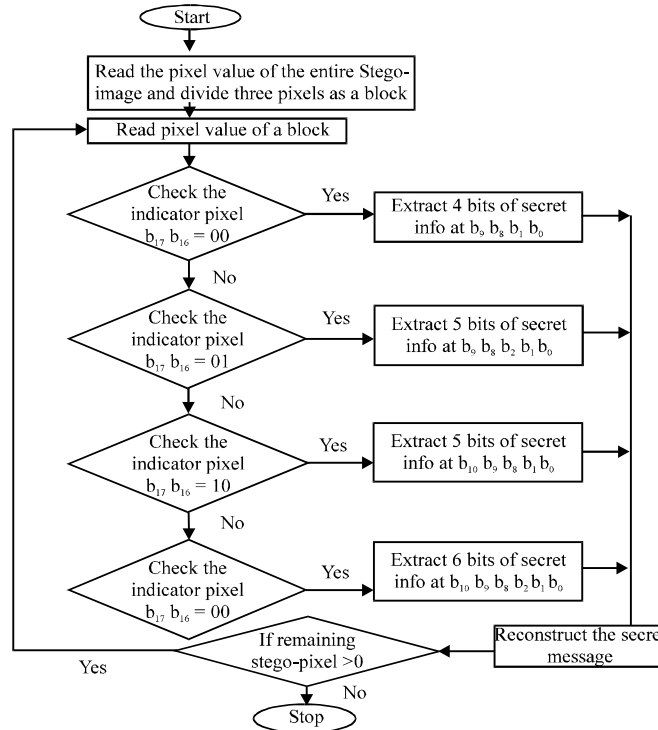 Start
Read the pixel value of the entire Stego-
image and divide three pixels as a block
Read pixel value of a block
Check the
indicator pixel
b₁₇ b₁₆ = 00
Yes
Extract 4 bits of secret
info at b₉ b₈ b₁ b₀
No
Check the
indicator pixel
b₁₇ b₁₆ = 01
Yes
Extract 5 bits of secret
info at b₉ b₈ b₂ b₁ b₀
No
Check the
indicator pixel
b₁₇ b₁₆ = 10
Yes
Extract 5 bits of secret
info at b₁₀ b₉ b₈ b₁ b₀
No
Check the
indicator pixel
b₁₇ b₁₆ = 00
Yes
Extract 6 bits of secret
info at b₁₀ b₉ b₈ b₂ b₁ b₀
Reconstruct the secre
message
If remaining
stego-pixel >0
Yes
No
Stop